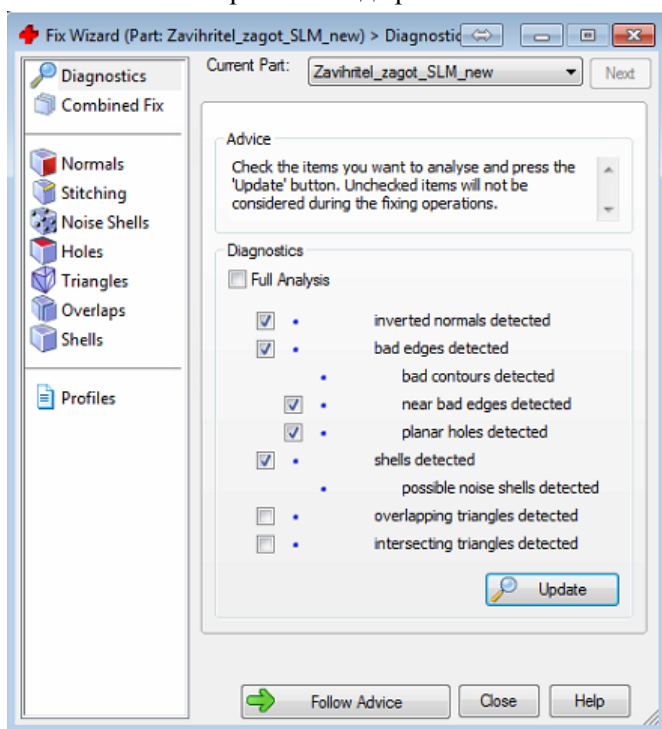 Fix Wizard (Part: Zavihritel_zagot_SLM_new) > Diagnostic
Diagnostics
Combined Fix
Normals
Stitching
Noise Shells
Holes
Triangles
Overlaps
Shells
Profiles
Current Part:
Zavihritel_zagot_SLM_new
Next
Advice
Check the items you want to analyse and press the
'Update' button. Unchecked items will not be
considered during the fixing operations.
Diagnostics
Full Analysis
inverted normals detected
bad edges detected
bad contours detected
near bad edges detected
planar holes detected
shells detected
possible noise shells detected
overlapping triangles detected
intersecting triangles detected
Update
Follow Advice
Close
Help